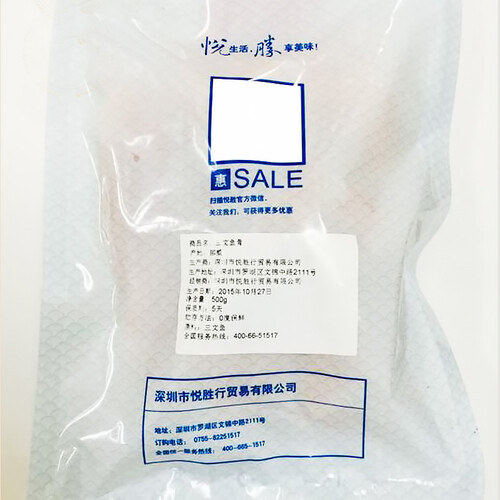 悦生活·勝享美味!
惠SALE
扫描悦胜官方微信,
关注我们,可获得更多优惠
商品名: 三文鱼膏
产地: 挪威
生产商: 深圳市悦胜行贸易有限公司
生产地址: 深圳市罗湖区文锦中路2111号
经销商: 深圳市悦胜行贸易有限公司
生产日期: 2015年10月27日
净含量: 500g
保质期: 5天
贮存方法: 0度保鲜
原料: 三文鱼
全国服务热线: 400-66-51517
深圳市悦胜行贸易有限公司
地址: 深圳市罗湖区文锦中路2111号
订购电话: 0755-82251517
全国统一服务热线: 400-665-1517